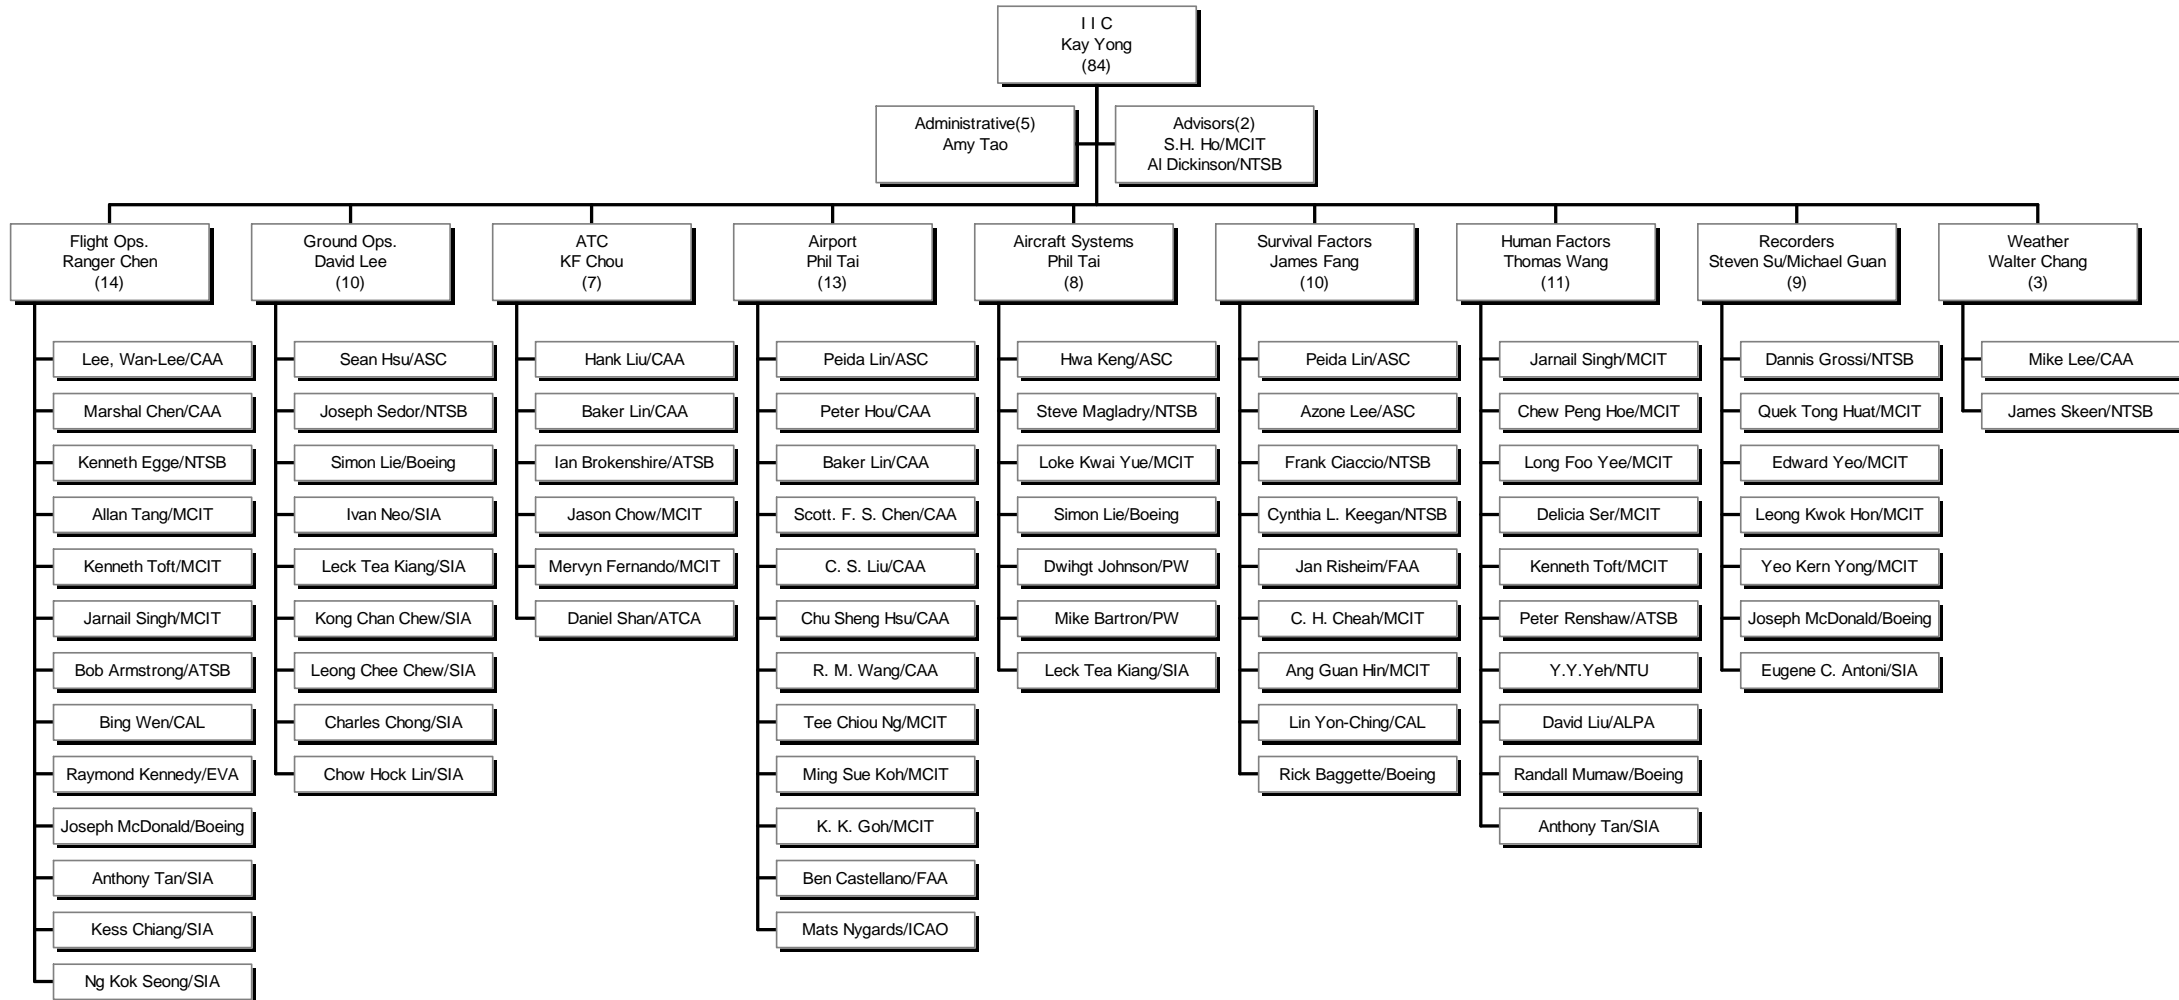 I I C
Kay Yong
(84)
Administrative(5)
Amy Tao
Advisors(2)
S.H. Ho/MCIT
Al Dickinson/NTSB
Flight Ops.
Ranger Chen
(14)
Lee, Wan-Lee/CAA
Marshal Chen/CAA
Kenneth Egge/NTSB
Allan Tang/MCIT
Kenneth Toft/MCIT
Jarnail Singh/MCIT
Bob Armstrong/ATSB
Bing Wen/CAL
Raymond Kennedy/EVA
Joseph McDonald/Boeing
Anthony Tan/SIA
Kess Chiang/SIA
Ng Kok Seong/SIA
Ground Ops.
David Lee
(10)
Sean Hsu/ASC
Joseph Sedor/NTSB
Simon Lie/Boeing
Ivan Neo/SIA
Leck Tea Kiang/SIA
Kong Chan Chew/SIA
Leong Chee Chew/SIA
Charles Chong/SIA
Chow Hock Lin/SIA
ATC
KF Chou
(7)
Hank Liu/CAA
Baker Lin/CAA
Ian Brokenshire/ATSB
Jason Chow/MCIT
Mervyn Fernando/MCIT
Daniel Shan/ATCA
Airport
Phil Tai
(13)
Peida Lin/ASC
Peter Hou/CAA
Baker Lin/CAA
Scott. F. S. Chen/CAA
C. S. Liu/CAA
Chu Sheng Hsu/CAA
R. M. Wang/CAA
Tee Chiou Ng/MCIT
Ming Sue Koh/MCIT
K. K. Goh/MCIT
Ben Castellano/FAA
Mats Nygards/ICAO
Aircraft Systems
Phil Tai
(8)
Hwa Keng/ASC
Steve Magladry/NTSB
Loke Kwai Yue/MCIT
Simon Lie/Boeing
Dwihgt Johnson/PW
Mike Bartron/PW
Leck Tea Kiang/SIA
Survival Factors
James Fang
(10)
Peida Lin/ASC
Azone Lee/ASC
Frank Ciaccio/NTSB
Cynthia L. Keegan/NTSB
Jan Risheim/FAA
C. H. Cheah/MCIT
Ang Guan Hin/MCIT
Lin Yon-Ching/CAL
Rick Baggette/Boeing
Human Factors
Thomas Wang
(11)
Jarnail Singh/MCIT
Chew Peng Hoe/MCIT
Long Foo Yee/MCIT
Delicia Ser/MCIT
Kenneth Toft/MCIT
Peter Renshaw/ATSB
Y.Y.Yeh/NTU
David Liu/ALPA
Randall Mumaw/Boeing
Anthony Tan/SIA
Recorders
Steven Su/Michael Guan
(9)
Dannis Grossi/NTSB
Quek Tong Huat/MCIT
Edward Yeo/MCIT
Leong Kwok Hon/MCIT
Yeo Kern Yong/MCIT
Joseph McDonald/Boeing
Eugene C. Antoni/SIA
Weather
Walter Chang
(3)
Mike Lee/CAA
James Skeen/NTSB